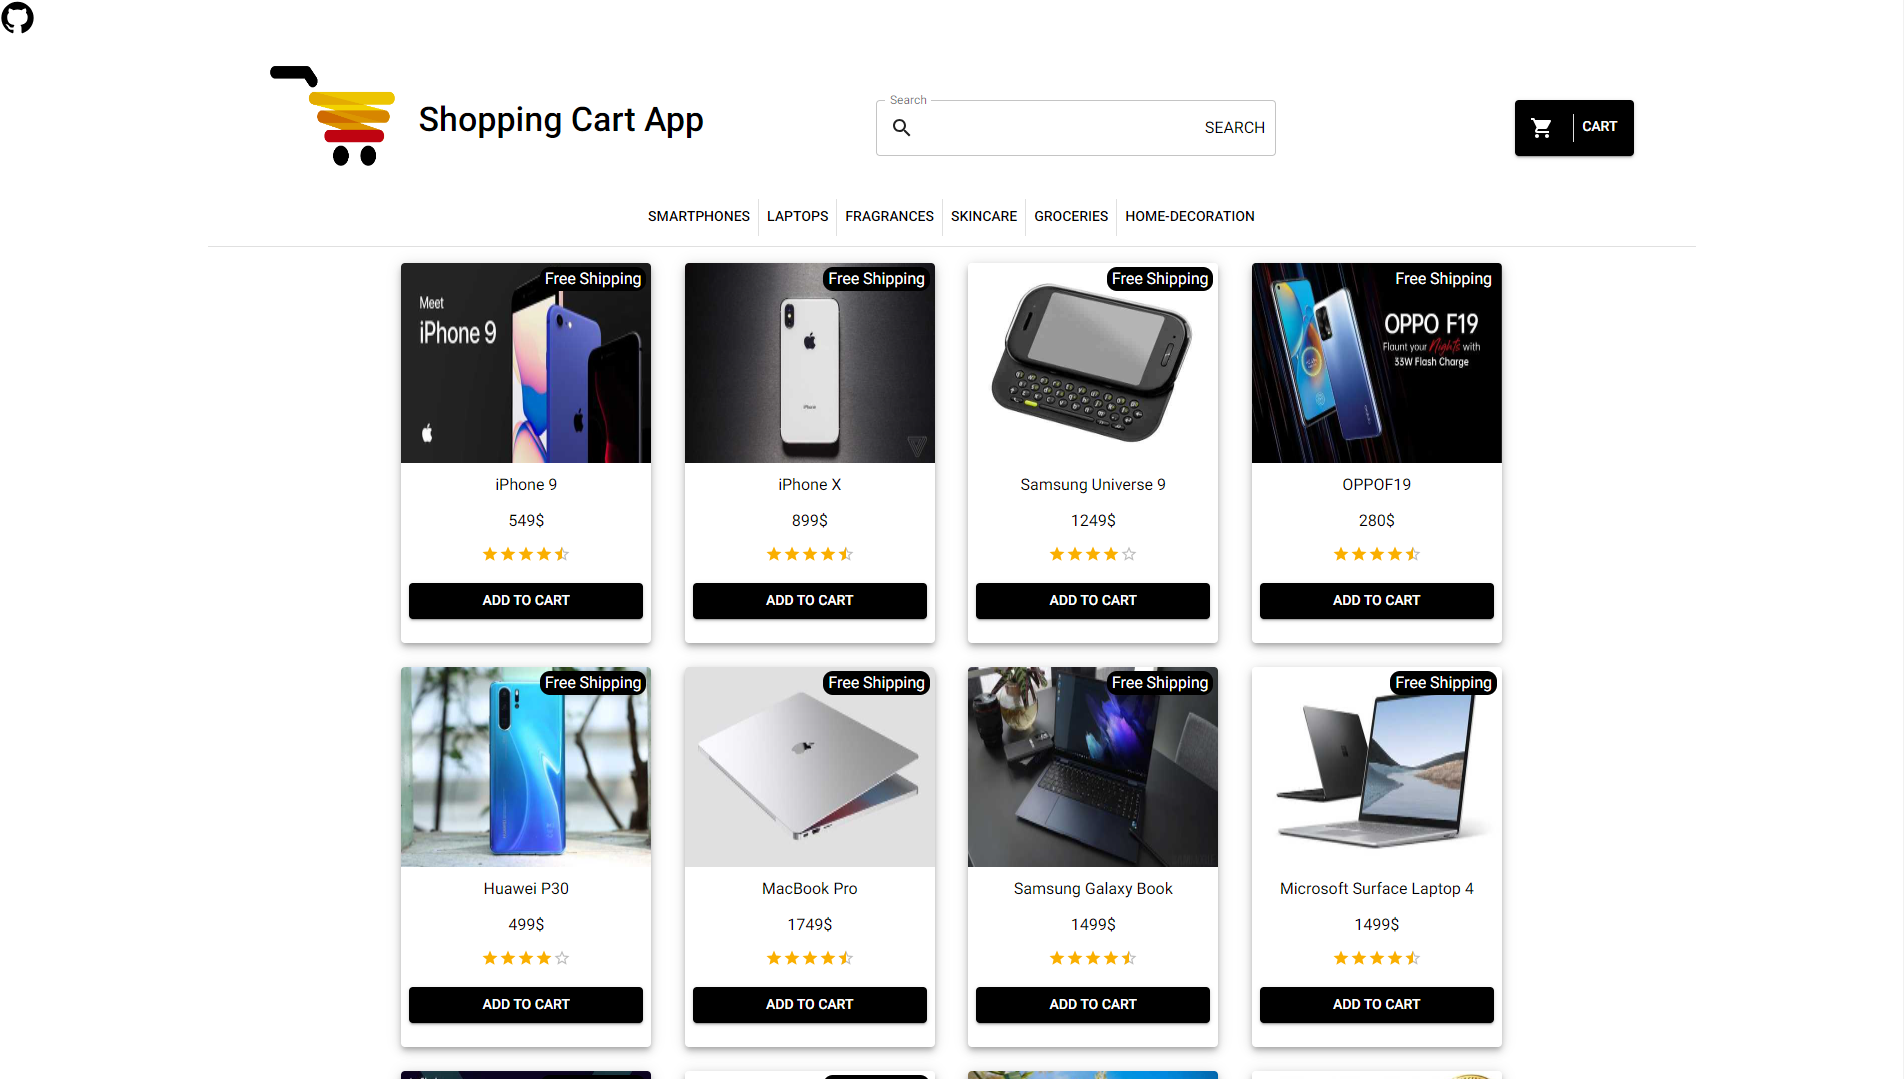 Shopping Cart App
Search
SEARCH
CART
SMARTPHONES
LAPTOPS
FRAGRANCES
SKINCARE
GROCERIES
HOME-DECORATION
Free Shipping
Meet
iPhone 9
iPhone 9
549$
ADD TO CART
Free Shipping
iPhone
iPhone X
899$
ADD TO CART
Free Shipping
Samsung Universe 9
1249$
ADD TO CART
Free Shipping
OPPO F19
Flaunt your Nights with
33W Flash Charge
OPPOF19
280$
ADD TO CART
Free Shipping
Huawei P30
499$
ADD TO CART
Free Shipping
MacBook Pro
1749$
ADD TO CART
Free Shipping
Samsung Galaxy Book
1499$
ADD TO CART
Free Shipping
Microsoft Surface Laptop 4
1499$
ADD TO CART